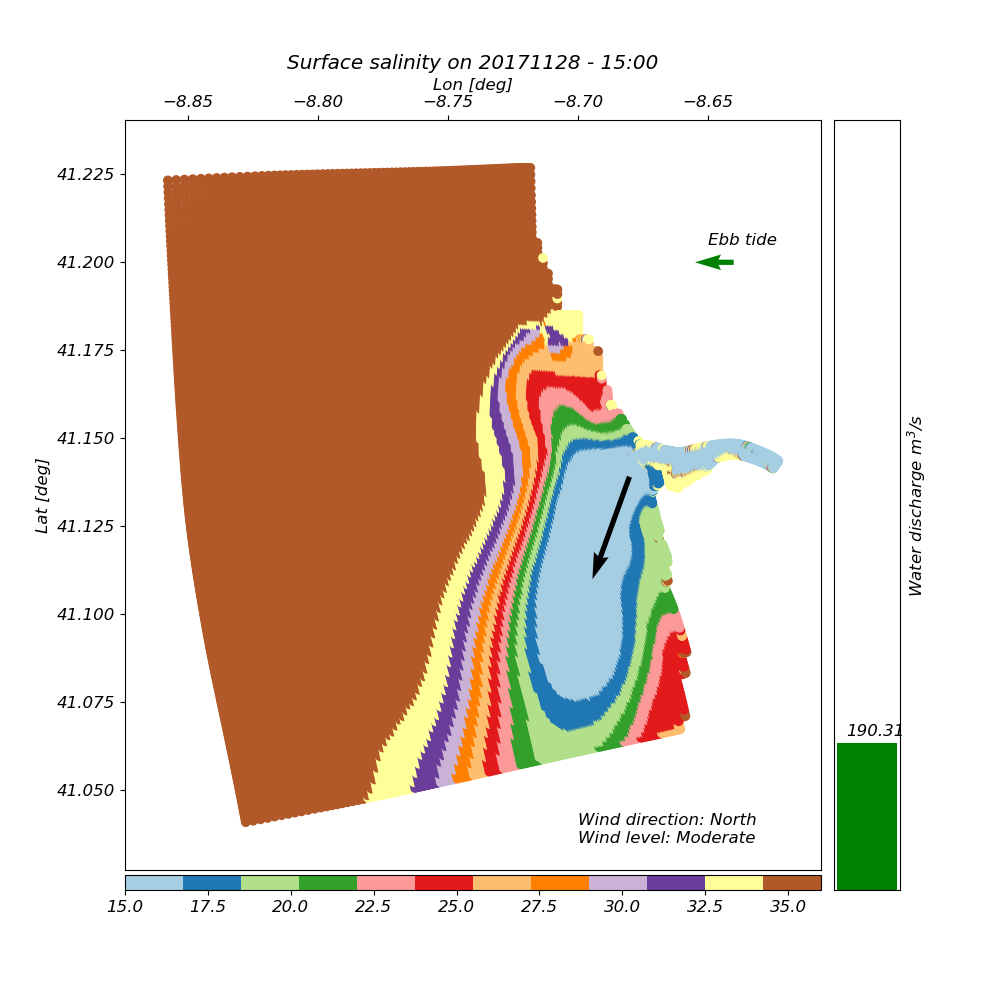 Surface salinity on 20171128 - 15:00
Lon [deg]
−8.85 −8.80 −8.75 −8.70 −8.65
41.225
41.200
41.175
41.150
41.125
41.100
41.075
41.050
Lat [deg]
Ebb tide
Wind direction: North
Wind level: Moderate
15.0 17.5 20.0 22.5 25.0 27.5 30.0 32.5 35.0
190.31
Water discharge m³/s